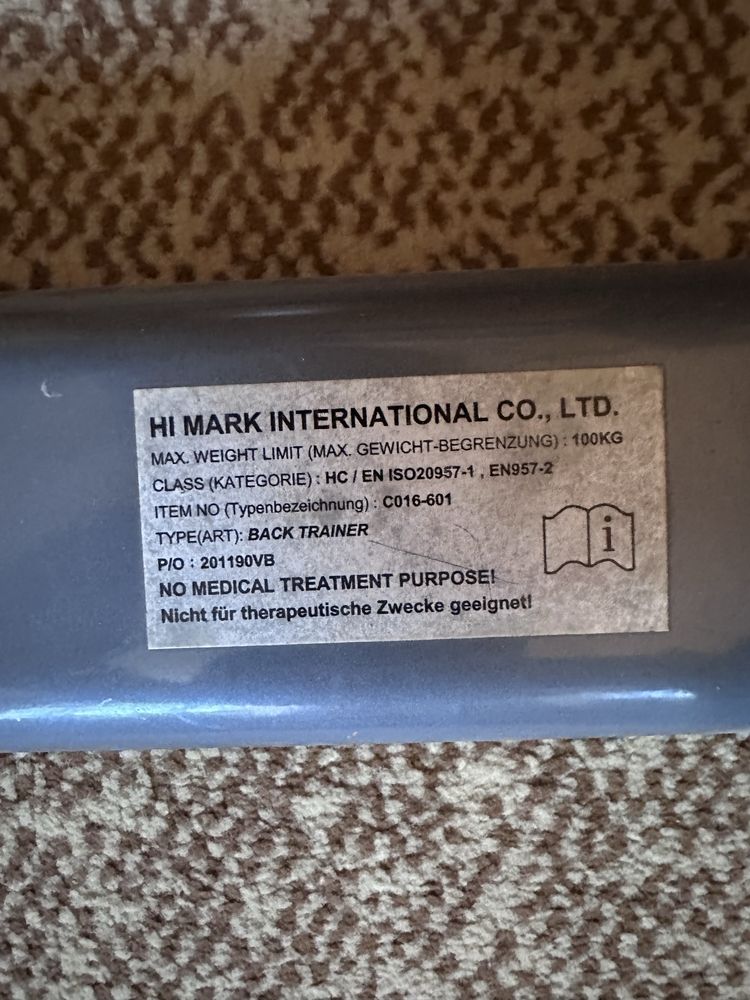 HI MARK INTERNATIONAL CO., LTD.
MAX. WEIGHT LIMIT (MAX. GEWICHT-BEGRENZUNG) : 100KG
CLASS (KATEGORIE) : HC / EN ISO20957-1 , EN957-2
ITEM NO (Typenbezeichnung) : C016-601
TYPE(ART): BACK TRAINER
P/O : 201190VB
NO MEDICAL TREATMENT PURPOSE!
Nicht für therapeutische Zwecke geeignet!
i